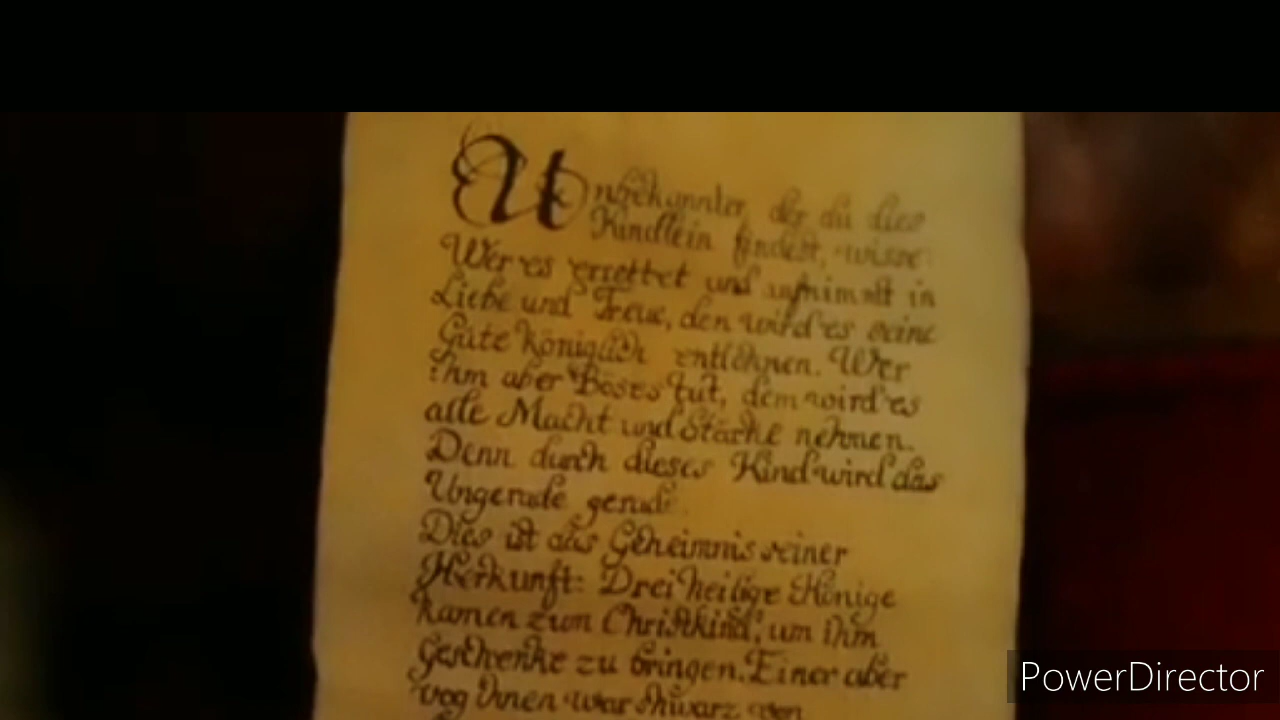 Unbekannter, der du dies
Kindlein findest, wisse:
Wer es errettet und aufnimmt in
Liebe und Treue, dem wird es seine
Güte königlich entlohnen. Wer
ihm aber Böses tut, dem wird es
alle Macht und Stärke nehmen.
Denn durch dieses Kind wird das
Ungerade gerade.
Dies ist das Geheimnis seiner
Herkunft: Drei heilige Könige
kamen zum Christkind, um ihm
Geschenke zu bringen. Einer aber
von ihnen war schwarz von
PowerDirector